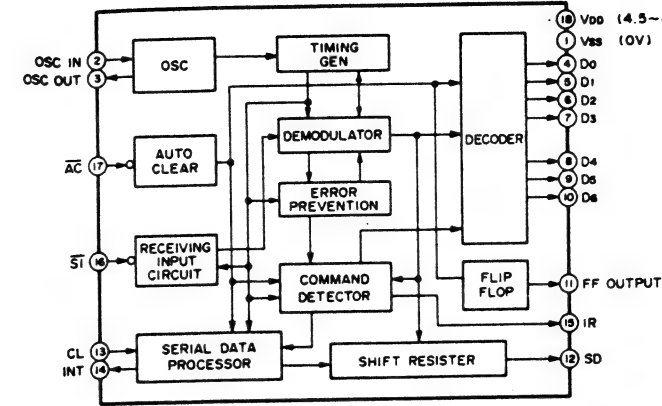 18 VDD (4.5~
1 VSS (0V)
OSC IN 2
OSC OUT 3
OSC
TIMING
GEN
4 D0
5 D1
6 D2
7 D3
DECODER
AC 17
AUTO
CLEAR
DEMODULATOR
8 D4
9 D5
10 D6
ERROR
PREVENTION
SI 16
RECEIVING
INPUT
CIRCUIT
COMMAND
DETECTOR
FLIP
FLOP
11 FF OUTPUT
15 IR
CL 13
INT 14
SERIAL DATA
PROCESSOR
SHIFT RESISTER
12 SD